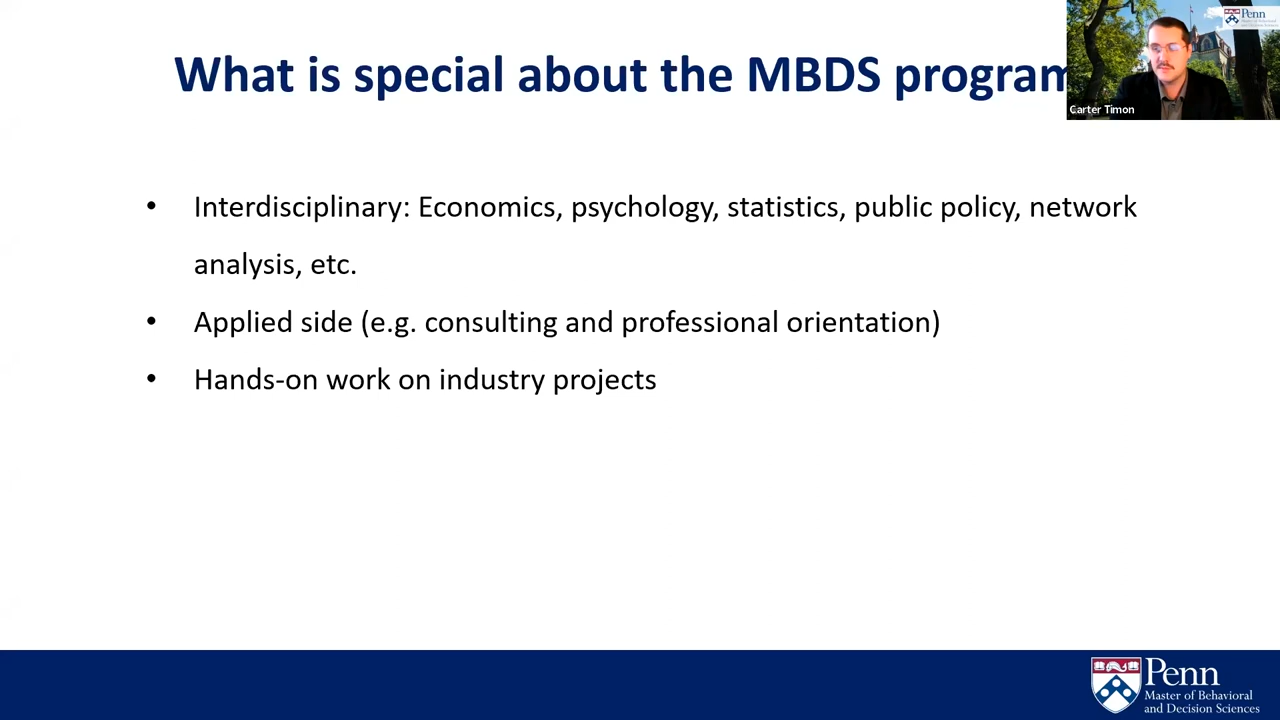 What is special about the MBDS program
Penn
Carter Timon
• Interdisciplinary: Economics, psychology, statistics, public policy, network
analysis, etc.
• Applied side (e.g. consulting and professional orientation)
• Hands-on work on industry projects
Penn
Master of Behavioral
and Decision Sciences